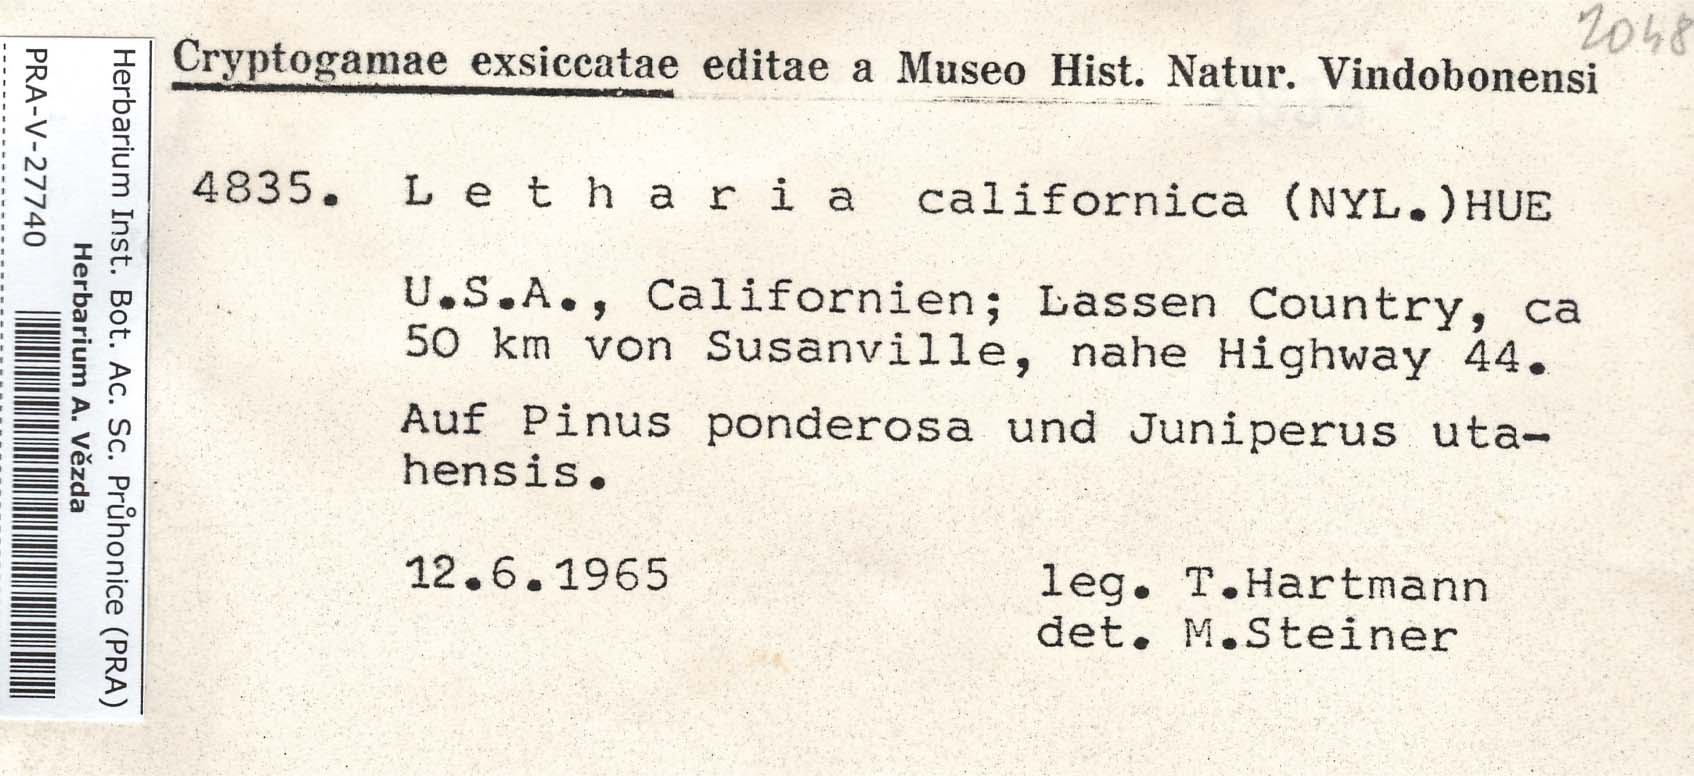 2048
Cryptogamae exsiccatae editae a Museo Hist. Natur. Vindobonensi
4835. Letharia californica (NYL.)HUE
U.S.A., Californien; Lassen Country, ca
50 km von Susanville, nahe Highway 44.
Auf Pinus ponderosa und Juniperus uta-
hensis.
12.6.1965
leg. T.Hartmann
det. M.Steiner
Herbarium Inst. Bot. Ac. Sc. Průhonice (PRA)
Herbarium A. Vězda
PRA-V-27740